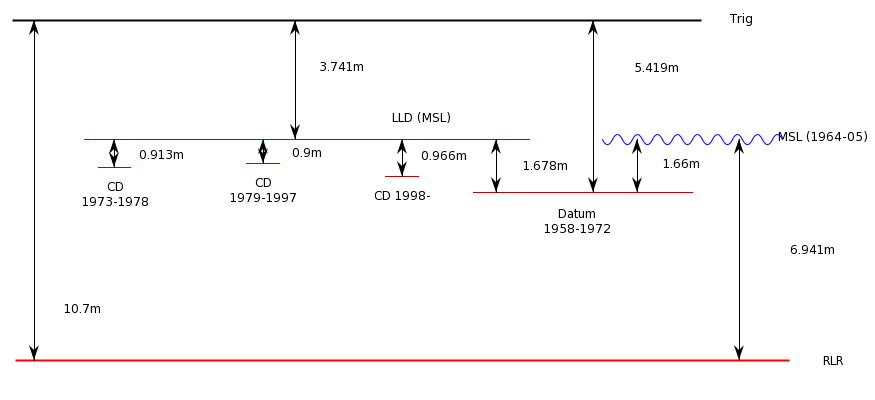 Trig
3.741m
5.419m
LLD (MSL)
MSL (1964-05)
0.913m
0.9m
0.966m
1.678m
1.66m
CD
1973-1978
CD
1979-1997
CD 1998-
Datum
1958-1972
6.941m
10.7m
RLR